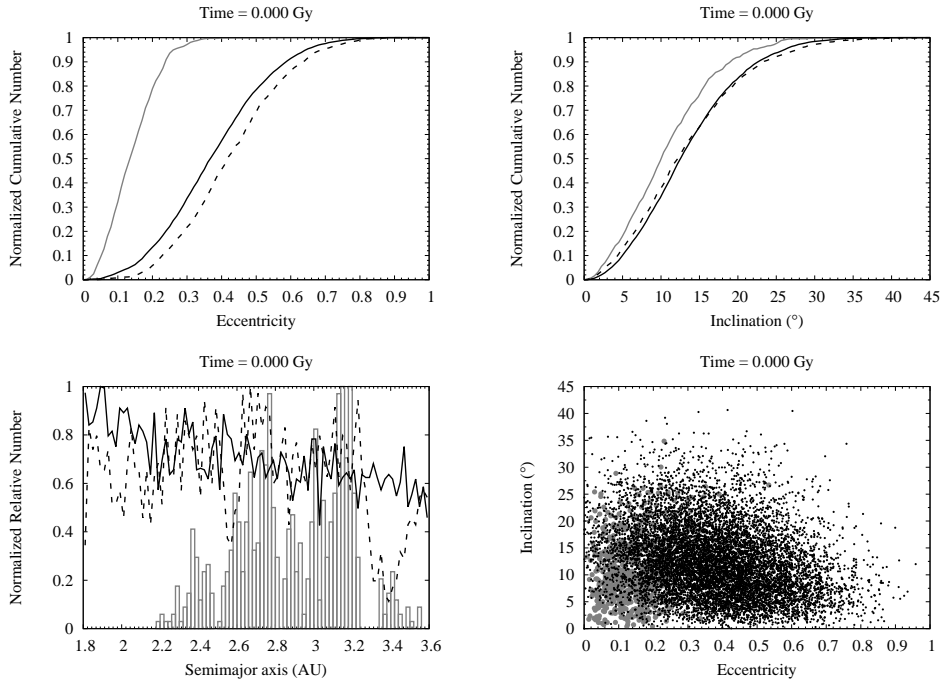 Time = 0.000 Gy
Normalized Cumulative Number
1
0.9
0.8
0.7
0.6
0.5
0.4
0.3
0.2
0.1
0
0 0.1 0.2 0.3 0.4 0.5 0.6 0.7 0.8 0.9 1
Eccentricity
Time = 0.000 Gy
Normalized Cumulative Number
1
0.9
0.8
0.7
0.6
0.5
0.4
0.3
0.2
0.1
0
0 5 10 15 20 25 30 35 40 45
Inclination (°)
Time = 0.000 Gy
Normalized Relative Number
1
0.8
0.6
0.4
0.2
0
1.8 2 2.2 2.4 2.6 2.8 3 3.2 3.4 3.6
Semimajor axis (AU)
Time = 0.000 Gy
Inclination (°)
45
40
35
30
25
20
15
10
5
0
0 0.1 0.2 0.3 0.4 0.5 0.6 0.7 0.8 0.9 1
Eccentricity